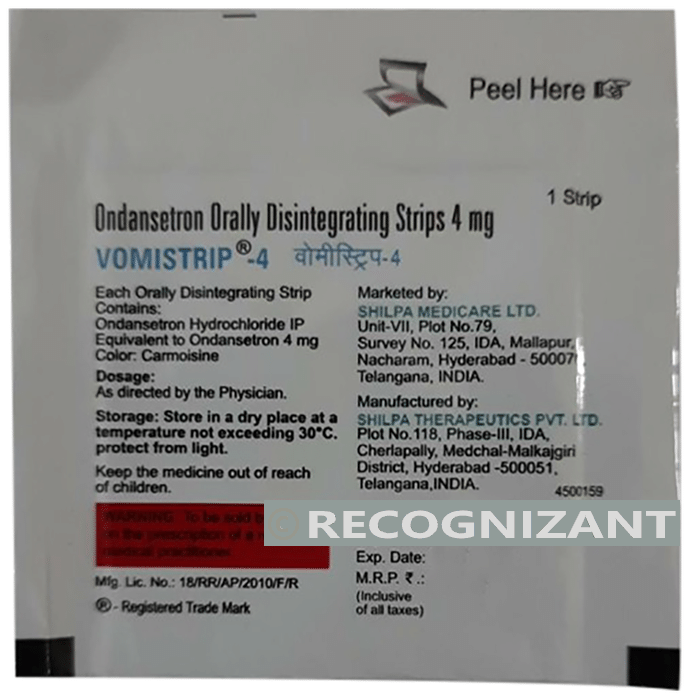 Peel Here
1 Strip
Ondansetron Orally Disintegrating Strips 4 mg
VOMISTRIP®-4 वोमीस्ट्रिप-4
Each Orally Disintegrating Strip
Contains:
Ondansetron Hydrochloride IP
Equivalent to Ondansetron 4 mg
Color: Carmoisine
Dosage:
As directed by the Physician.
Storage: Store in a dry place at a
temperature not exceeding 30°C.
protect from light.
Keep the medicine out of reach
of children.
WARNING: To be sold b
on the prescription of a
medical practitioner.
Mfg. Lic. No.: 18/RR/AP/2010/F/R
®- Registered Trade Mark
Marketed by:
SHILPA MEDICARE LTD.
Unit-VII, Plot No.79,
Survey No. 125, IDA, Mallapur,
Nacharam, Hyderabad - 50007
Telangana, INDIA.
Manufactured by:
SHILPA THERAPEUTICS PVT. LTD.
Plot No.118, Phase-III, IDA,
Cherlapally, Medchal-Malkajgiri
District, Hyderabad -500051,
Telangana,INDIA.
4500159
RECOGNIZANT
Exp. Date:
M.R.P. ₹ .:
(Inclusive
of all taxes)